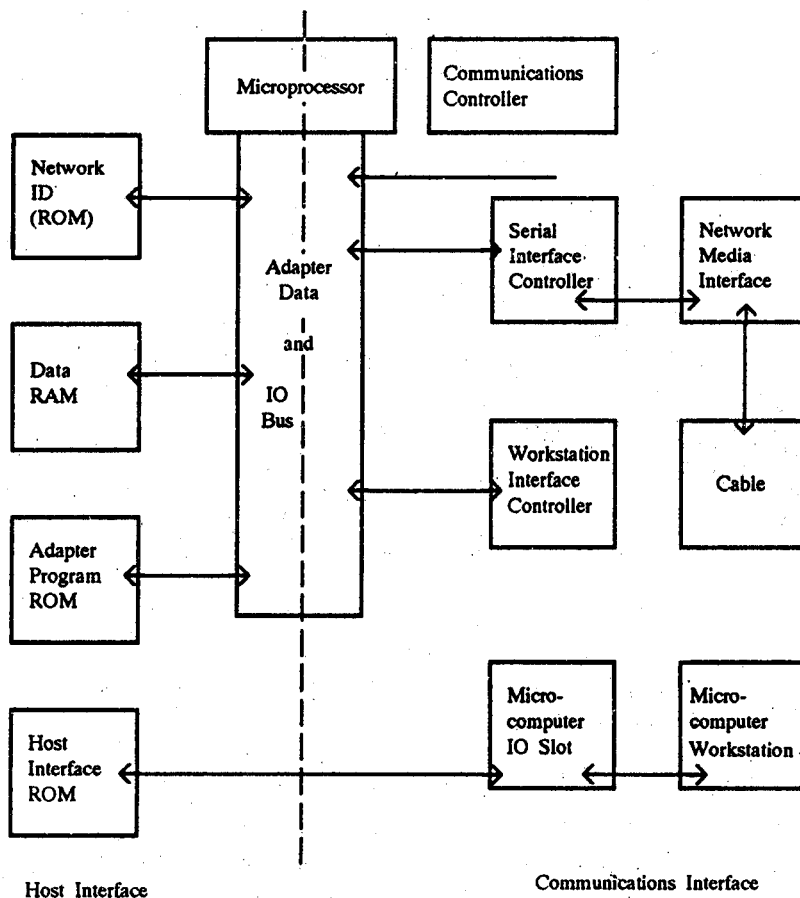 Microprocessor
Communications
Controller
Network
ID
(ROM)
Adapter
Data
and
IO
Bus
Serial
Interface
Controller
Network
Media
Interface
Data
RAM
Workstation
Interface
Controller
Cable
Adapter
Program
ROM
Micro-
computer
IO Slot
Micro-
computer
Workstation
Host
Interface
ROM
Host Interface
Communications Interface